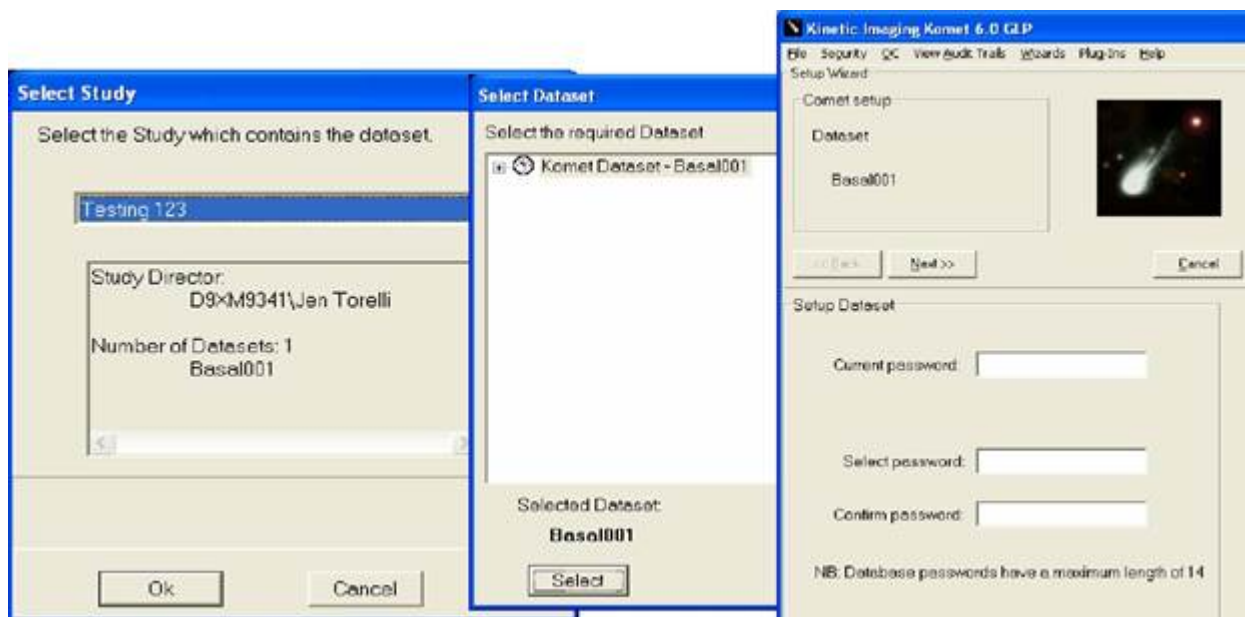 Select Study
Select the Study which contains the dataset.
Testing 123
Study Director:
D9XM9341\Jen Torelli
Number of Datasets: 1
Basal001
Ok
Cancel
Select Dataset
Select the required Dataset
Komet Dataset - Basal001
Selected Dataset:
Basal001
Select
Kinetic Imaging Komet 6.0 GLP
File Security QC View Audit Trails Wizards Plug-Ins Help
Setup Wizard
Comet setup
Dataset
Basal001
<< Back
Next >>
Cancel
Setup Dataset
Current password:
Select password:
Confirm password:
NB: Database passwords have a maximum length of 14